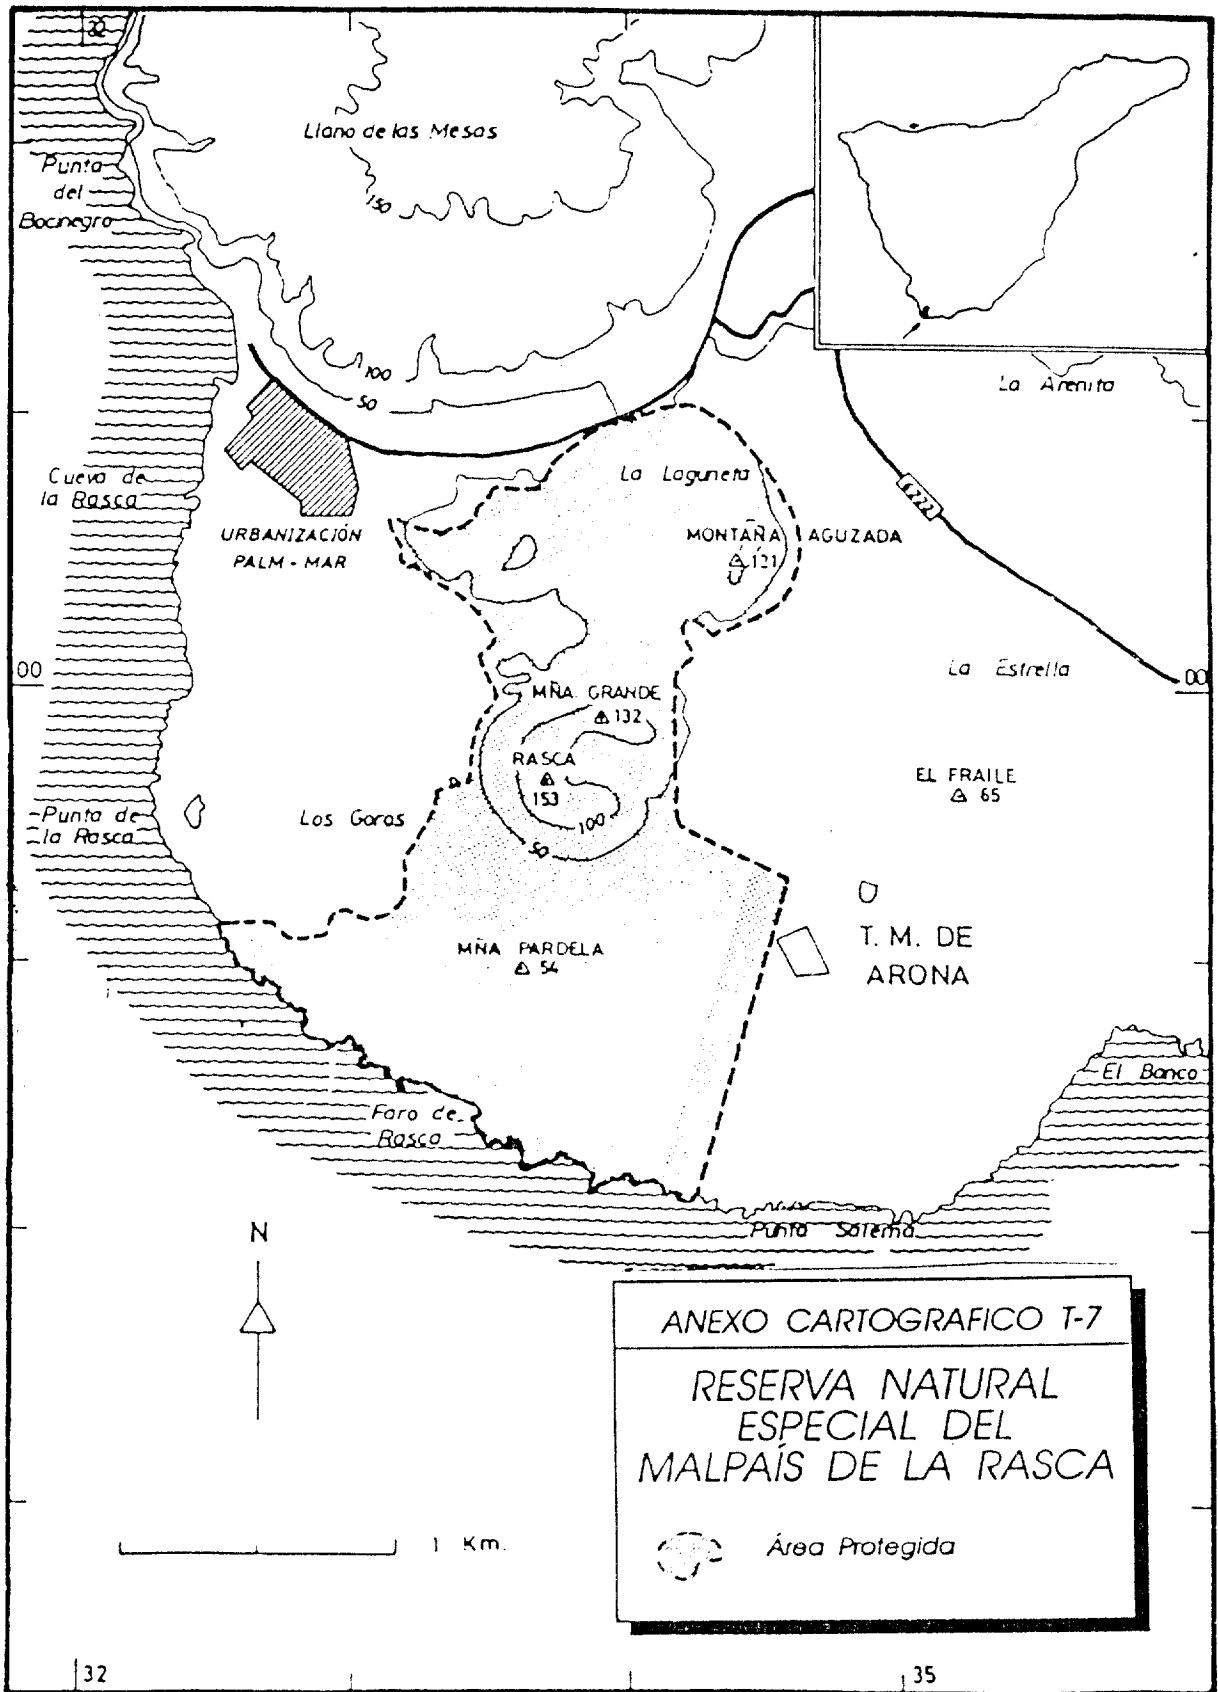 32
Llano de las Mesas
Punta
del
Bocinegro
150
100
50
La Arenita
La Laguneta
Cueva de
la Rasca
URBANIZACIÓN
PALM-MAR
MONTAÑA AGUZADA
121
00
La Estrella
00
MÑA. GRANDE
132
RASCA
153
EL FRAILE
65
Punta de
la Rasca
Los Goros
100
50
MÑA PARDELA
54
T. M. DE
ARONA
El Banco
Faro de
Rasca
Punta Salema
N
ANEXO CARTOGRAFICO T-7
RESERVA NATURAL
ESPECIAL DEL
MALPAÍS DE LA RASCA
Área Protegida
1 Km.
32
35